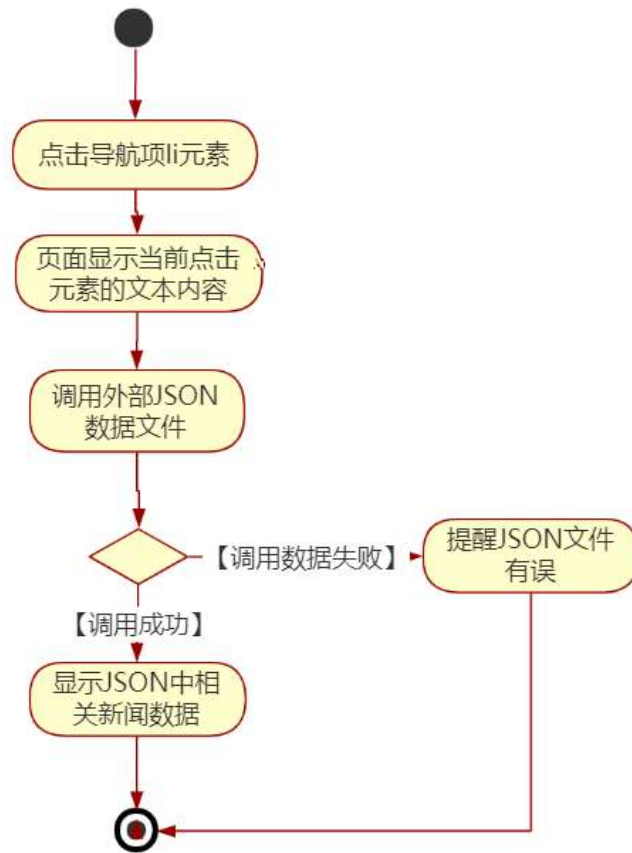 点击导航项li元素
页面显示当前点击
元素的文本内容
调用外部JSON
数据文件
【调用数据失败】
提醒JSON文件
有误
【调用成功】
显示JSON中相
关新闻数据